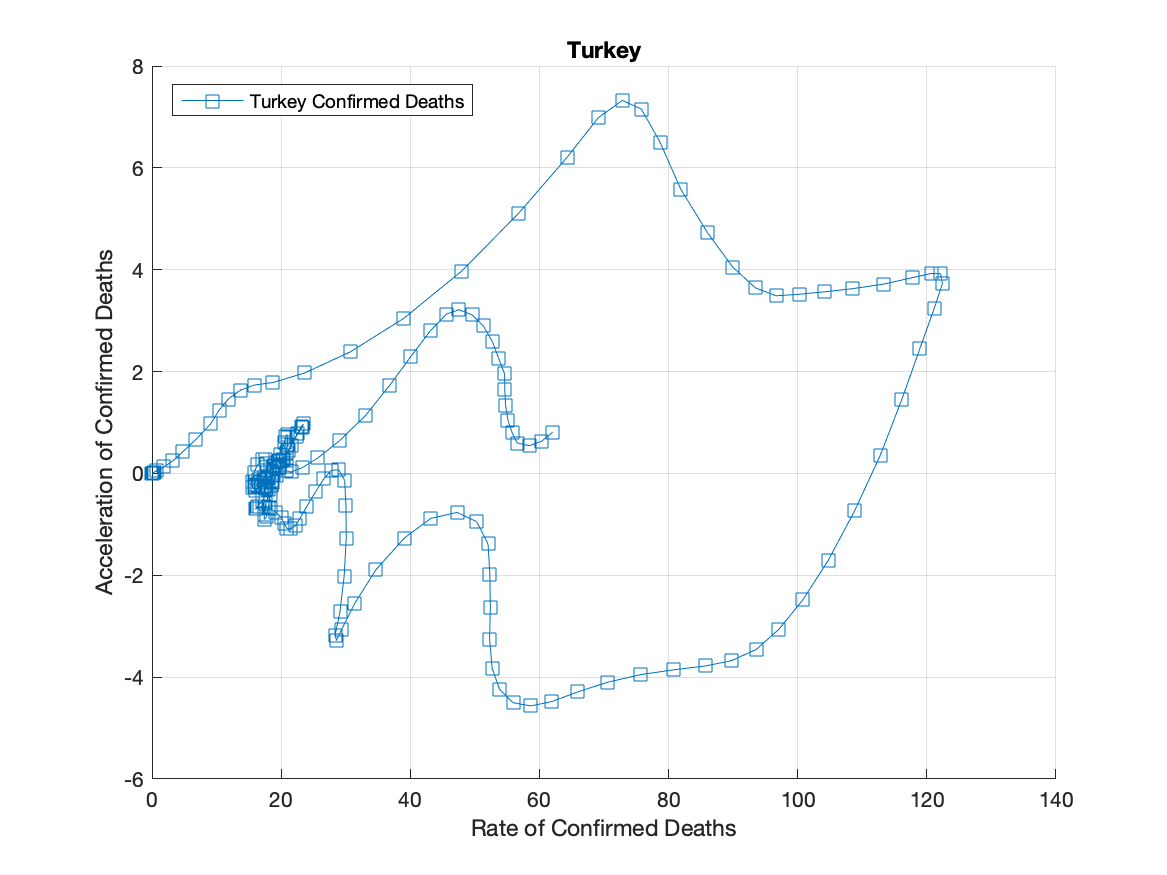 Turkey
8
Turkey Confirmed Deaths
6
4
2
0
-2
-4
-6
Acceleration of Confirmed Deaths
0 20 40 60 80 100 120 140
Rate of Confirmed Deaths